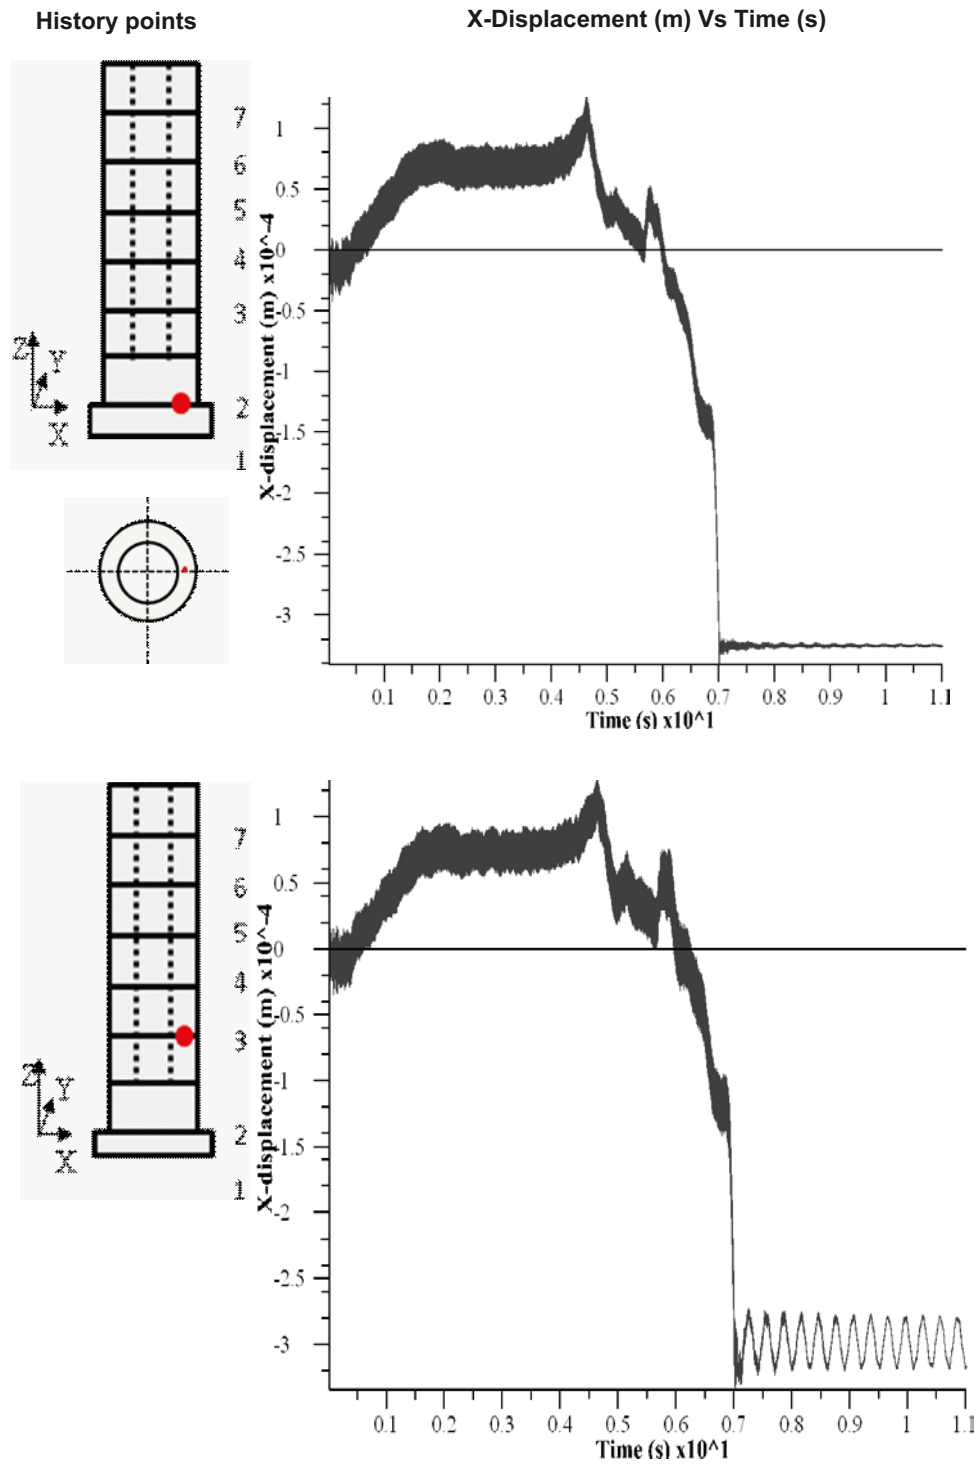 History points
X-Displacement (m) Vs Time (s)
7
6
5
4
3
2
1
Z
Y
X
X-displacement (m) x10^-4
1
0.5
0
-0.5
-1
-1.5
-2
-2.5
-3
0.1 0.2 0.3 0.4 0.5 0.6 0.7 0.8 0.9 1 1.1
Time (s) x10^1
7
6
5
4
3
2
1
Z
Y
X
X-displacement (m) x10^-4
1
0.5
0
-0.5
-1
-1.5
-2
-2.5
-3
0.1 0.2 0.3 0.4 0.5 0.6 0.7 0.8 0.9 1 1.1
Time (s) x10^1